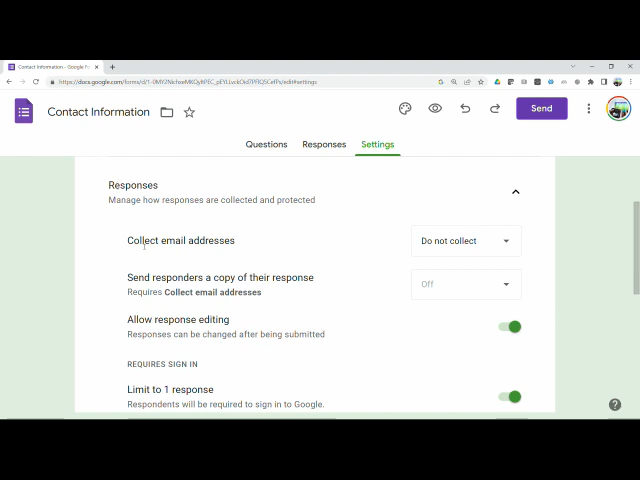 Contact Information - Google Fo
Contact Information
Send
Questions
Responses
Settings
Responses
Manage how responses are collected and protected
Collect email addresses
Do not collect
Send responders a copy of their response
Requires Collect email addresses
Off
Allow response editing
Responses can be changed after being submitted
REQUIRES SIGN IN
Limit to 1 response
Respondents will be required to sign in to Google.